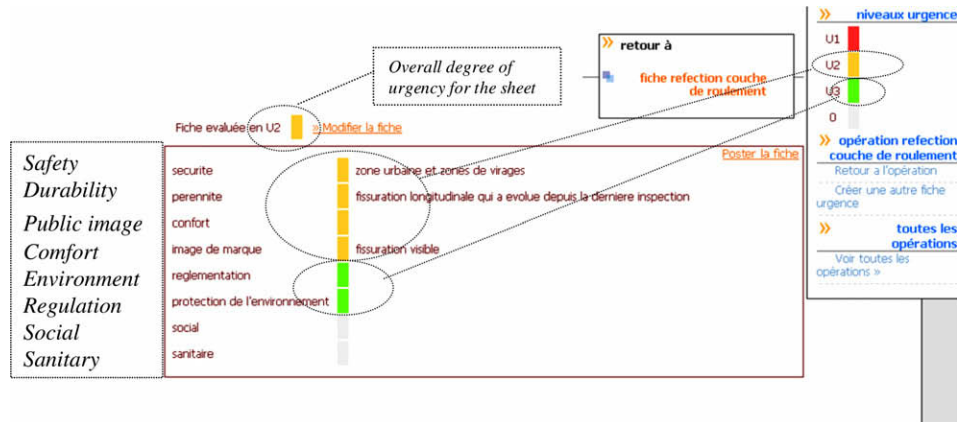 Overall degree of
urgency for the sheet
» retour à
fiche refection couche
de roulement
» niveaux urgence
U1
U2
U3
0
Fiche evaluée en U2
» Modifier la fiche
Poster la fiche
Safety
Durability
Public image
Comfort
Environment
Regulation
Social
Sanitary
securite zone urbaine et zones de virages
perennite fissuration longitudinale qui a evolue depuis la derniere inspection
confort
image de marque fissuration visible
reglementation
protection de l'environnement
social
sanitaire
» opération refection
couche de roulement
Retour a l'opération
Créer une autre fiche
urgence
» toutes les
opérations
Voir toutes les
opérations »